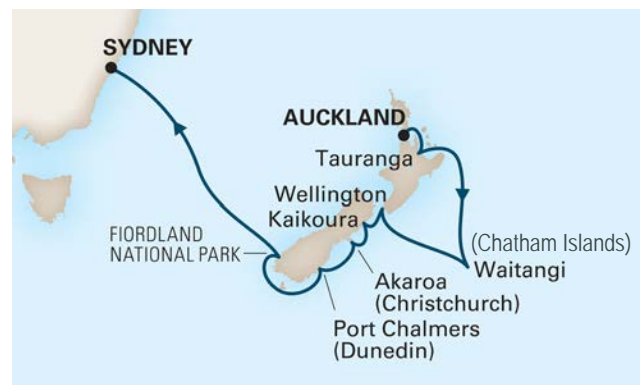 SYDNEY
AUCKLAND
Tauranga
Wellington
Kaikoura
FIORDLAND
NATIONAL PARK
(Chatham Islands)
Waitangi
Akaroa
(Christchurch)
Port Chalmers
(Dunedin)